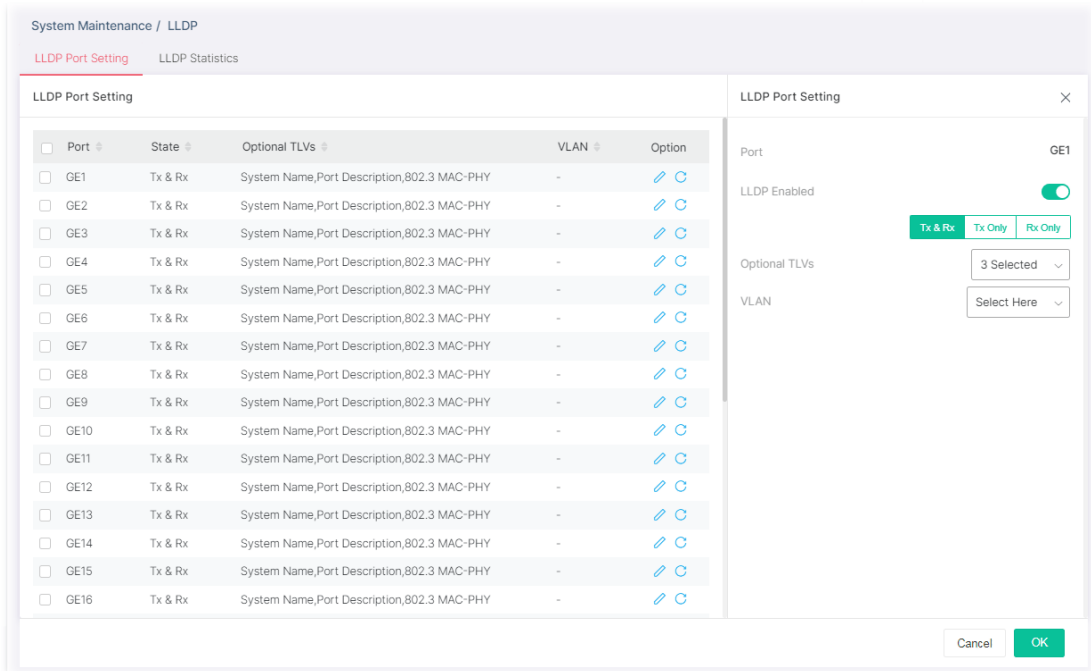 System Maintenance / LLDP
LLDP Port Setting LLDP Statistics
LLDP Port Setting
Port State Optional TLVs VLAN Option
GE1 Tx & Rx System Name,Port Description,802.3 MAC-PHY -
GE2 Tx & Rx System Name,Port Description,802.3 MAC-PHY -
GE3 Tx & Rx System Name,Port Description,802.3 MAC-PHY -
GE4 Tx & Rx System Name,Port Description,802.3 MAC-PHY -
GE5 Tx & Rx System Name,Port Description,802.3 MAC-PHY -
GE6 Tx & Rx System Name,Port Description,802.3 MAC-PHY -
GE7 Tx & Rx System Name,Port Description,802.3 MAC-PHY -
GE8 Tx & Rx System Name,Port Description,802.3 MAC-PHY -
GE9 Tx & Rx System Name,Port Description,802.3 MAC-PHY -
GE10 Tx & Rx System Name,Port Description,802.3 MAC-PHY -
GE11 Tx & Rx System Name,Port Description,802.3 MAC-PHY -
GE12 Tx & Rx System Name,Port Description,802.3 MAC-PHY -
GE13 Tx & Rx System Name,Port Description,802.3 MAC-PHY -
GE14 Tx & Rx System Name,Port Description,802.3 MAC-PHY -
GE15 Tx & Rx System Name,Port Description,802.3 MAC-PHY -
GE16 Tx & Rx System Name,Port Description,802.3 MAC-PHY -
LLDP Port Setting
Port GE1
LLDP Enabled
Tx & Rx Tx Only Rx Only
Optional TLVs 3 Selected
VLAN Select Here
Cancel OK